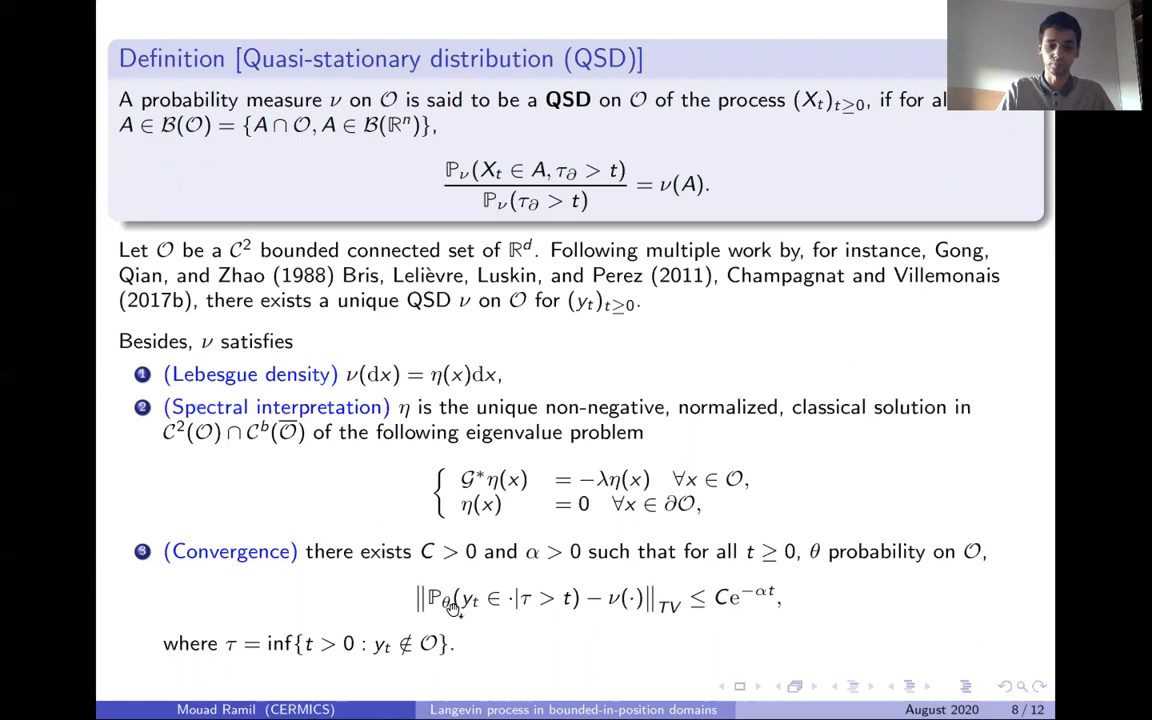 Definition [Quasi-stationary distribution (QSD)]
A probability measure ν on 𝒪 is said to be a QSD on 𝒪 of the process (X_t)_{t≥0}, if for
A ∈ ℬ(𝒪) = {A ∩ 𝒪, A ∈ ℬ(ℝⁿ)},
ℙ_ν(X_t ∈ A, τ_∂ > t)
ℙ_ν(τ_∂ > t)
= ν(A).
Let 𝒪 be a 𝒞² bounded connected set of ℝᵈ. Following multiple work by, for instance, Gong,
Qian, and Zhao (1988) Bris, Lelièvre, Luskin, and Perez (2011), Champagnat and Villemonais
(2017b), there exists a unique QSD ν on 𝒪 for (y_t)_{t≥0}.
Besides, ν satisfies
1 (Lebesgue density) ν(dx) = η(x)dx,
2 (Spectral interpretation) η is the unique non-negative, normalized, classical solution in
𝒞²(𝒪) ∩ 𝒞ᵇ(𝒪̅) of the following eigenvalue problem
{ 𝒢*η(x) = −λη(x) ∀x ∈ 𝒪,
η(x) = 0 ∀x ∈ ∂𝒪,
3 (Convergence) there exists C > 0 and α > 0 such that for all t ≥ 0, θ probability on 𝒪,
‖ℙ_θ(y_t ∈ ·|τ > t) − ν(·)‖_{TV} ≤ Ce^{−αt},
where τ = inf{t > 0 : y_t ∉ 𝒪}.
Mouad Ramil (CERMICS) Langevin process in bounded-in-position domains August 2020 8 / 12